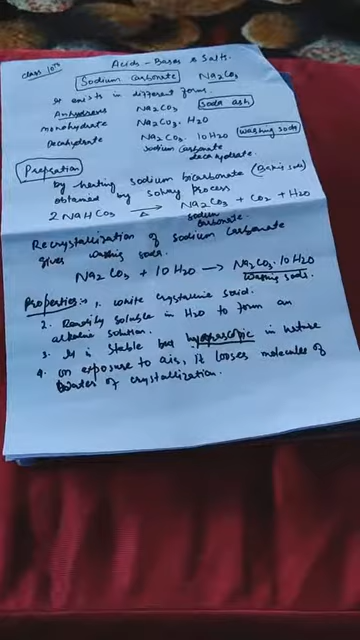 class 10th
Acids - Bases & Salts.
Sodium carbonate Na2CO3
It exists in different forms.
Anhydrous Na2CO3 Soda ash
monohydrate Na2CO3. H2O
Decahydrate Na2CO3. 10H2O washing soda
Sodium carbonate
decahydrate.
Prepration
by heating sodium bicarbonate (Baking soda)
obtained by solvay process
2NaHCO3 →Δ Na2CO3 + CO2 + H2O
sodium
carbonate.
Recrystallization of sodium carbonate
gives washing soda.
Na2CO3 + 10H2O → Na2CO3. 10H2O
Washing soda.
Properties:- 1. white crystalline solid.
2. Readily soluble in H2O to form an
alkaline solution.
3. It is stable but hygroscopic in nature
4. on exposure to air, it looses molecules of
water of crystallization.